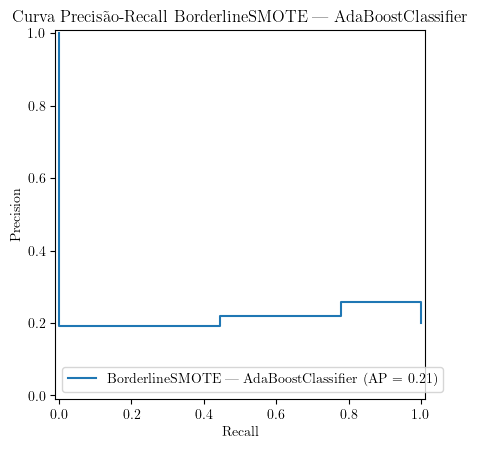 Curva Precisão-Recall BorderlineSMOTE — AdaBoostClassifier
1.0
0.8
0.6
0.4
0.2
0.0
Precision
BorderlineSMOTE — AdaBoostClassifier (AP = 0.21)
0.0 0.2 0.4 0.6 0.8 1.0
Recall